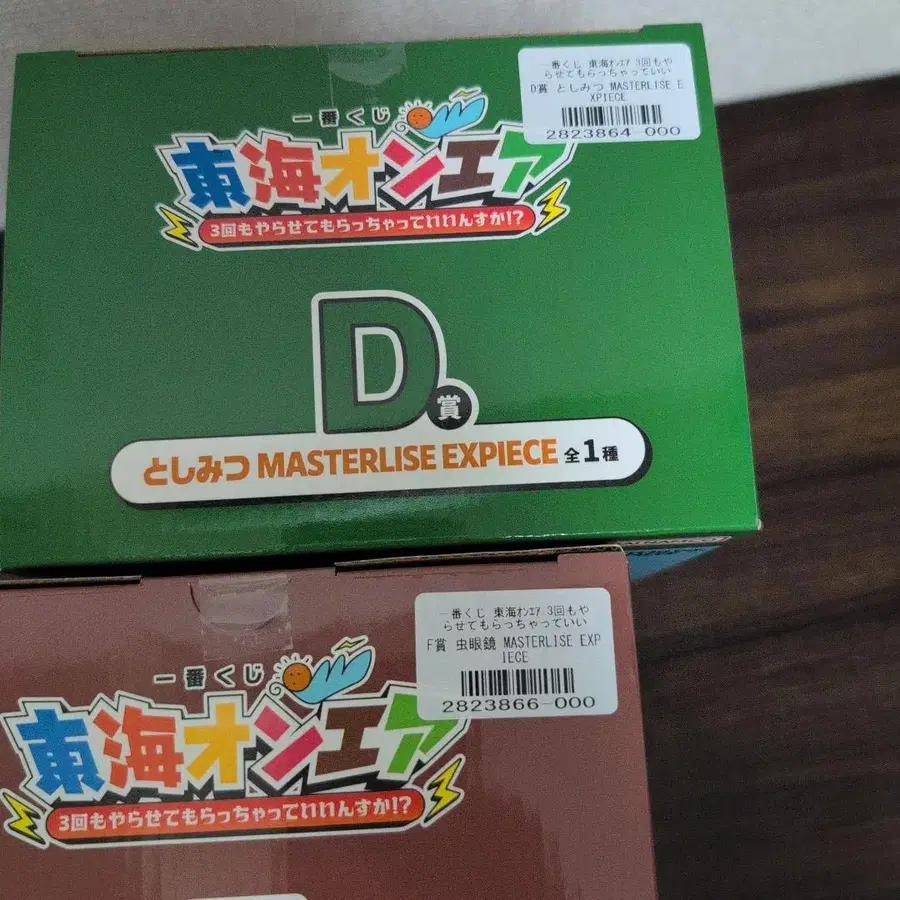 一番くじ 東海ｵﾝｴｱ 3回もや
らせてもらっちゃっていい
D賞 としみつ MASTERLISE E
XPIECE
2823864-000
一番くじ
東海オンエア
3回もやらせてもらっちゃっていいんすか!?
D賞
としみつ MASTERLISE EXPIECE 全1種
一番くじ 東海ｵﾝｴｱ 3回もや
らせてもらっちゃっていい
F賞 虫眼鏡 MASTERLISE EXP
IECE
2823866-000
一番くじ
東海オンエア
3回もやらせてもらっちゃっていいんすか!?